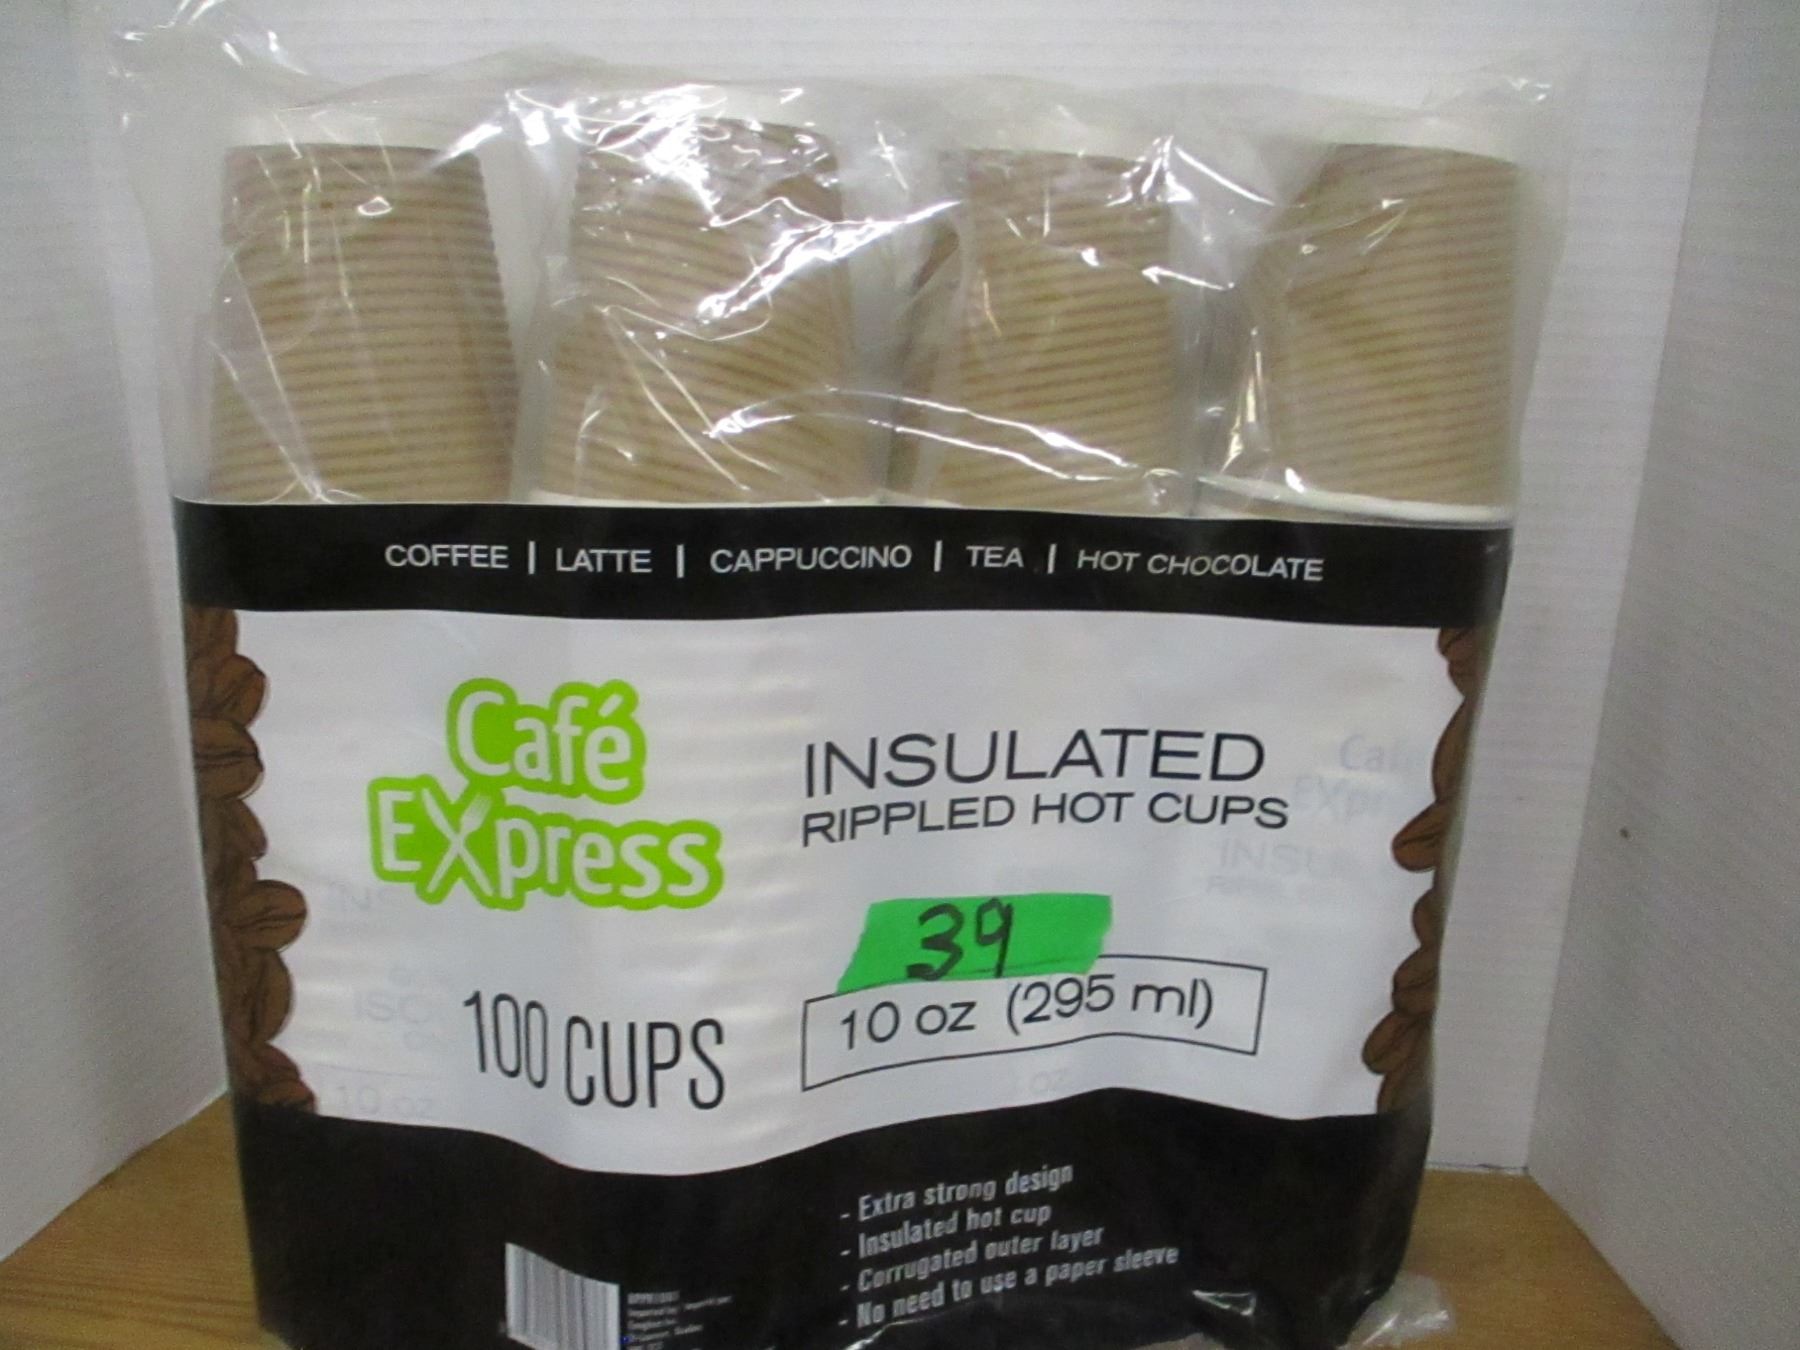 COFFEE | LATTE | CAPPUCCINO | TEA | HOT CHOCOLATE
Café
EXpress
INSULATED
RIPPLED HOT CUPS
39
100 CUPS
10 oz (295 ml)
- Extra strong design
- Insulated hot cup
- Corrugated outer layer
- No need to use a paper sleeve